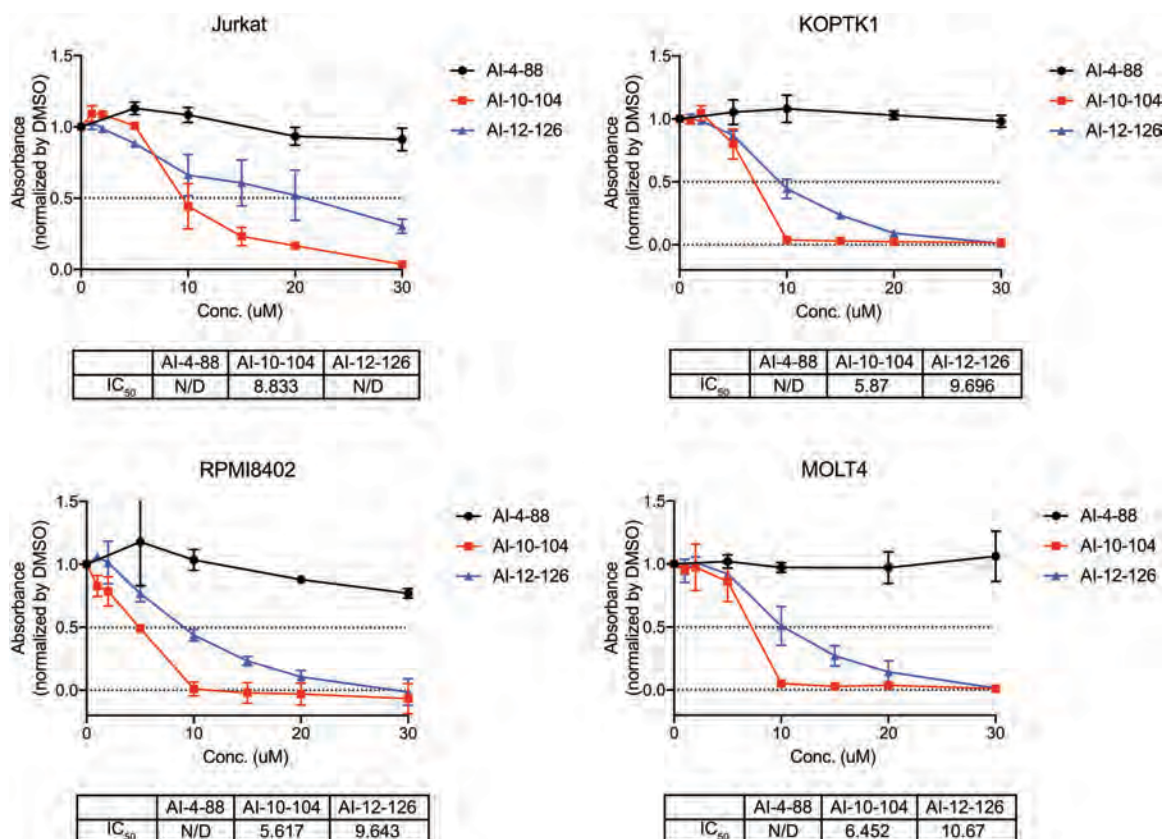 Jurkat
1.5
1.0
0.5
0.0
Absorbance
(normalized by DMSO)
0
10
20
30
Conc. (uM)
AI-4-88
AI-10-104
AI-12-126
AI-4-88 AI-10-104 AI-12-126
IC50 N/D 8.833 N/D
KOPTK1
1.5
1.0
0.5
0.0
Absorbance
(normalized by DMSO)
0
10
20
30
Conc. (uM)
AI-4-88
AI-10-104
AI-12-126
AI-4-88 AI-10-104 AI-12-126
IC50 N/D 5.87 9.696
RPMI8402
1.5
1.0
0.5
0.0
Absorbance
(normalized by DMSO)
0
10
20
30
Conc. (uM)
AI-4-88
AI-10-104
AI-12-126
AI-4-88 AI-10-104 AI-12-126
IC50 N/D 5.617 9.643
MOLT4
1.5
1.0
0.5
0.0
Absorbance
(normalized by DMSO)
0
10
20
30
Conc. (uM)
AI-4-88
AI-10-104
AI-12-126
AI-4-88 AI-10-104 AI-12-126
IC50 N/D 6.452 10.67